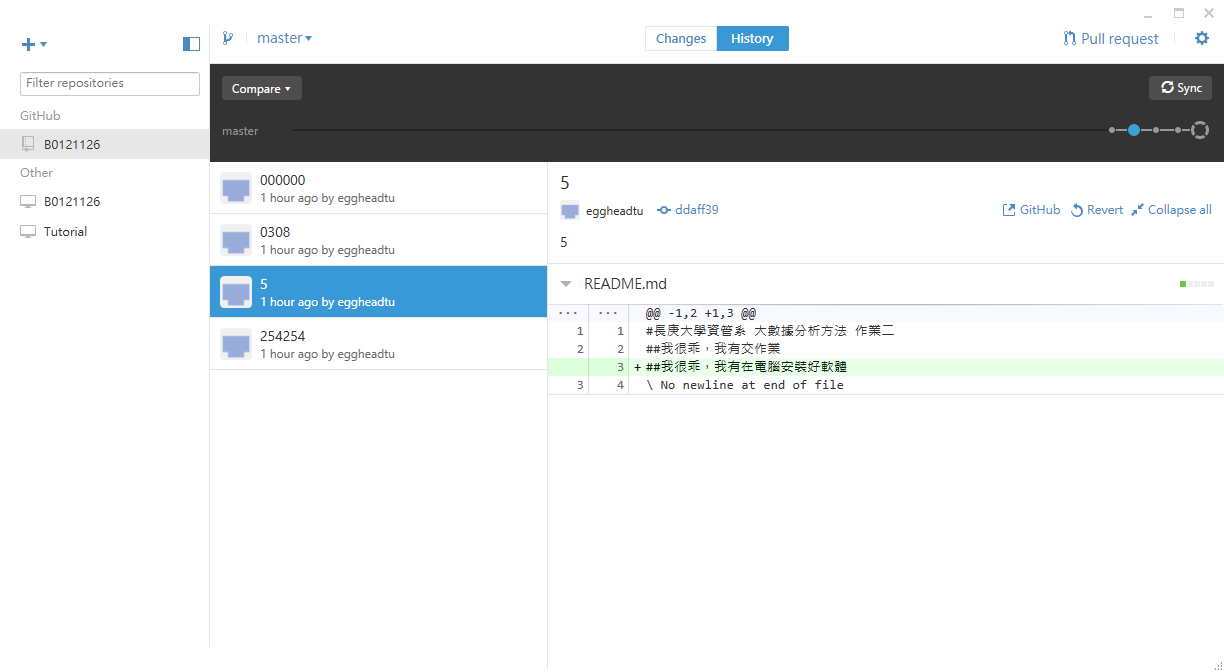 master
Changes
History
Pull request
Filter repositories
GitHub
B0121126
Other
B0121126
Tutorial
Compare
Sync
master
000000
1 hour ago by eggheadtu
0308
1 hour ago by eggheadtu
5
1 hour ago by eggheadtu
254254
1 hour ago by eggheadtu
5
eggheadtu ddaff39
GitHub Revert Collapse all
5
README.md
... ... @@ -1,2 +1,3 @@
1 1 #長庚大學資管系 大數據分析方法 作業二
2 2 ##我很乖，我有交作業
3 + ##我很乖，我有在電腦安裝好軟體
3 4 \ No newline at end of file